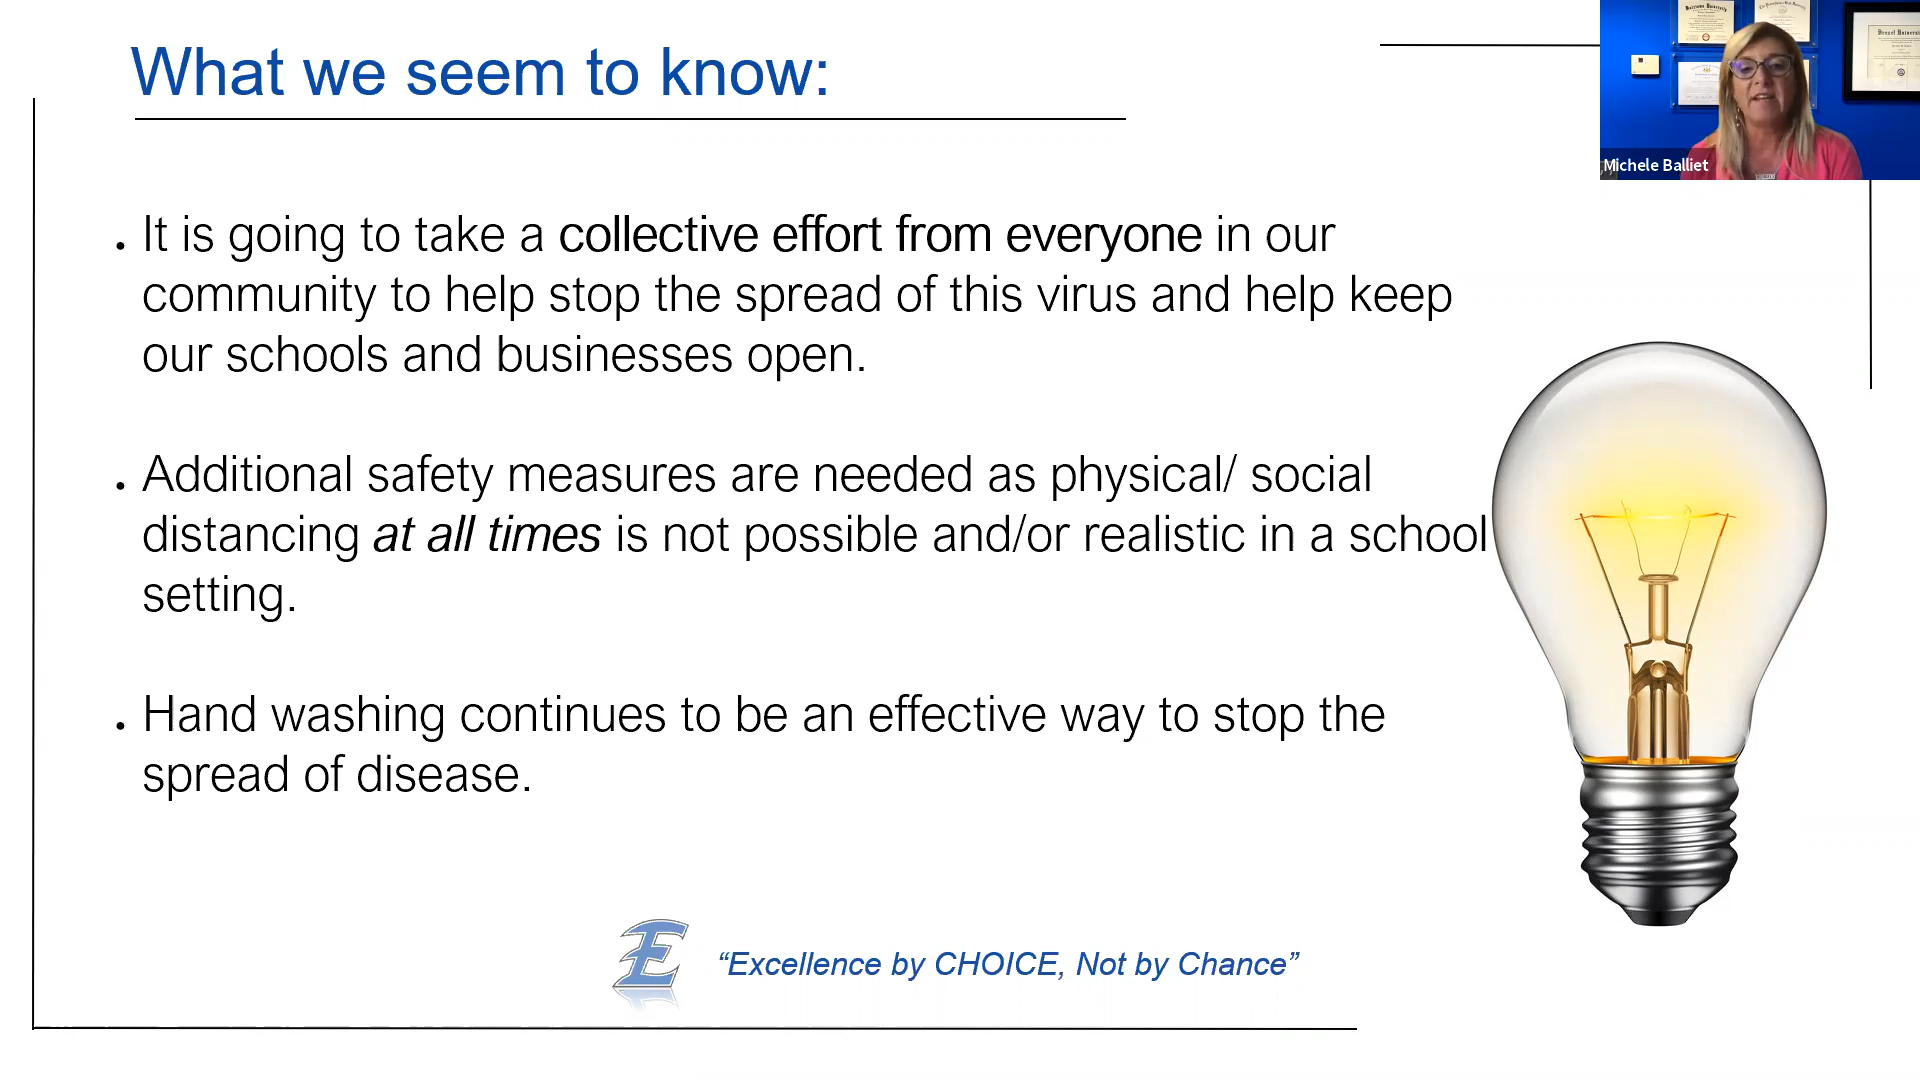 What we seem to know:
Michele Balliet
• It is going to take a collective effort from everyone in our
community to help stop the spread of this virus and help keep
our schools and businesses open.
• Additional safety measures are needed as physical/ social
distancing at all times is not possible and/or realistic in a school
setting.
• Hand washing continues to be an effective way to stop the
spread of disease.
E
“Excellence by CHOICE, Not by Chance”